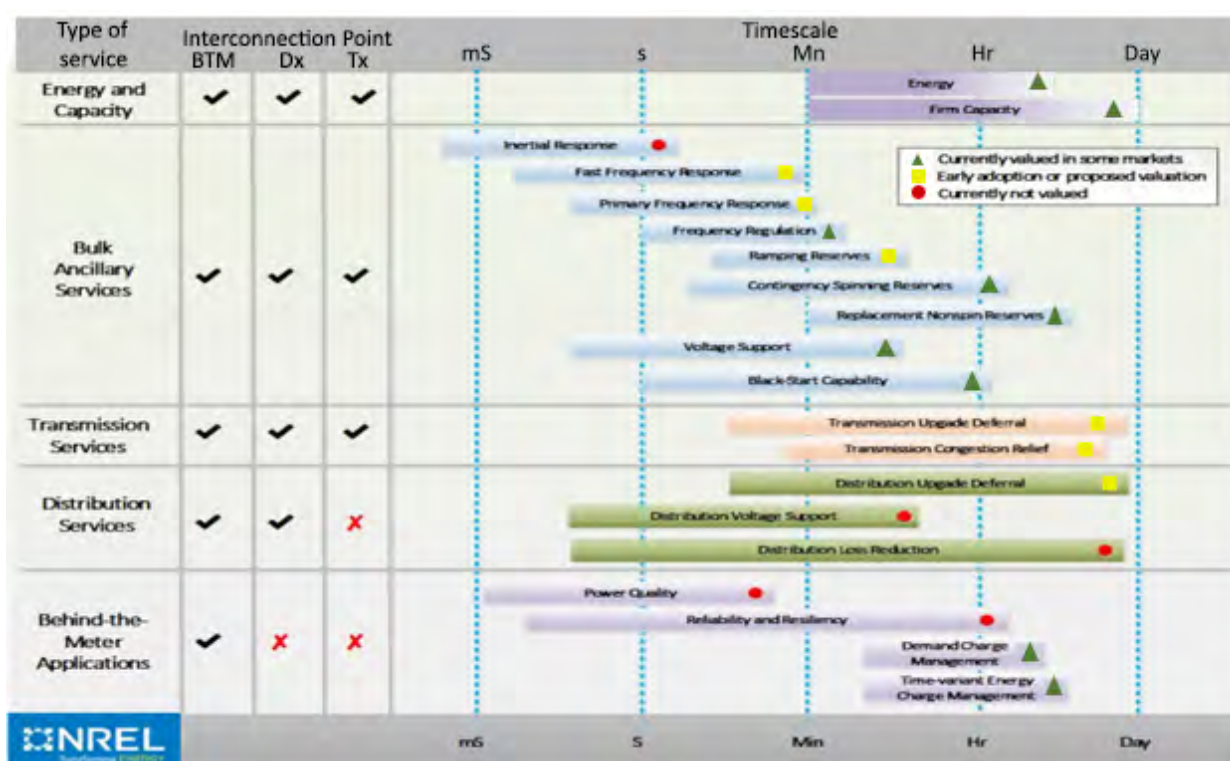 Type of service
Interconnection Point
BTM Dx Tx
Timescale
mS s Mn Hr Day
Energy and Capacity
Energy
Firm Capacity
Currently valued in some markets
Early adoption or proposed valuation
Currently not valued
Bulk Ancillary Services
Inertial Response
Fast Frequency Response
Primary Frequency Response
Frequency Regulation
Ramping Reserves
Contingency Spinning Reserves
Replacement Nonspin Reserves
Voltage Support
Black-Start Capability
Transmission Services
Transmission Upgade Deferral
Transmission Congestion Relief
Distribution Services
Distribution Upgade Deferral
Distribution Voltage Support
Distribution Loss Reduction
Behind-the-Meter Applications
Power Quality
Reliability and Resiliency
Demand Charge
Management
Time-variant Energy
Charge Management
NREL
mS S Min Hr Day